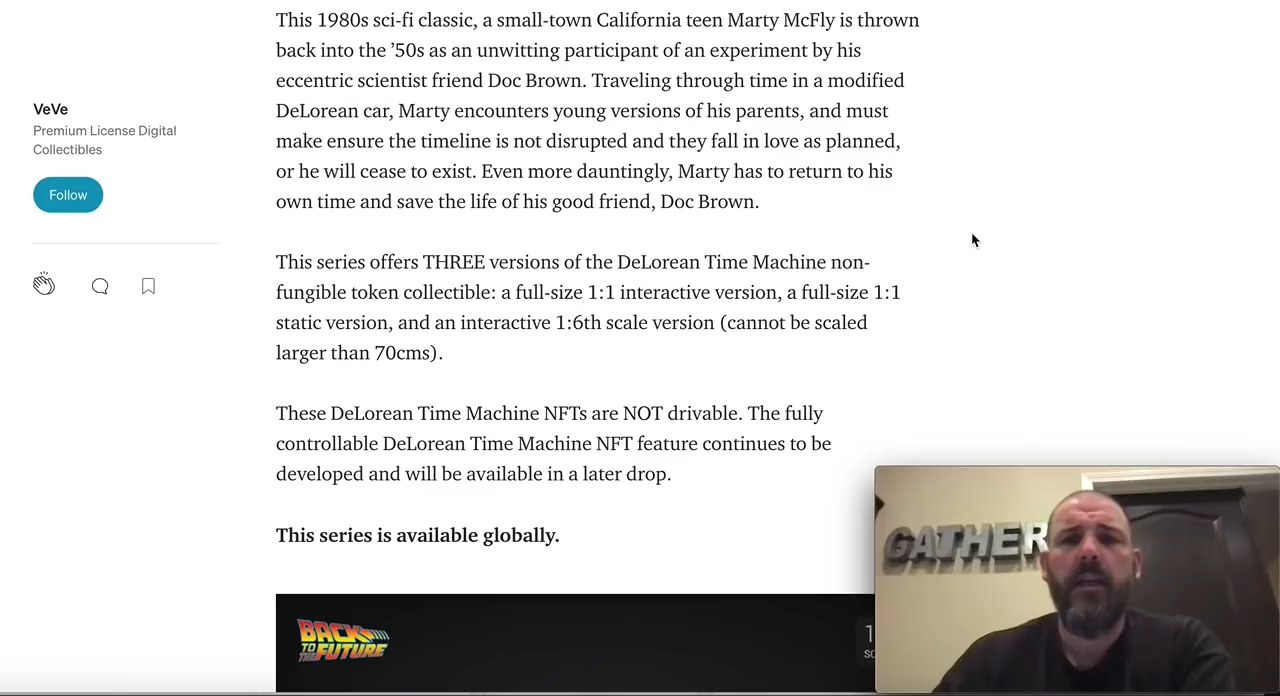 This 1980s sci-fi classic, a small-town California teen Marty McFly is thrown
back into the ’50s as an unwitting participant of an experiment by his
eccentric scientist friend Doc Brown. Traveling through time in a modified
DeLorean car, Marty encounters young versions of his parents, and must
make ensure the timeline is not disrupted and they fall in love as planned,
or he will cease to exist. Even more dauntingly, Marty has to return to his
own time and save the life of his good friend, Doc Brown.
VeVe
Premium License Digital
Collectibles
Follow
This series offers THREE versions of the DeLorean Time Machine non-
fungible token collectible: a full-size 1:1 interactive version, a full-size 1:1
static version, and an interactive 1:6th scale version (cannot be scaled
larger than 70cms).
These DeLorean Time Machine NFTs are NOT drivable. The fully
controllable DeLorean Time Machine NFT feature continues to be
developed and will be available in a later drop.
This series is available globally.
BACK
TO THE FUTURE
GATHER